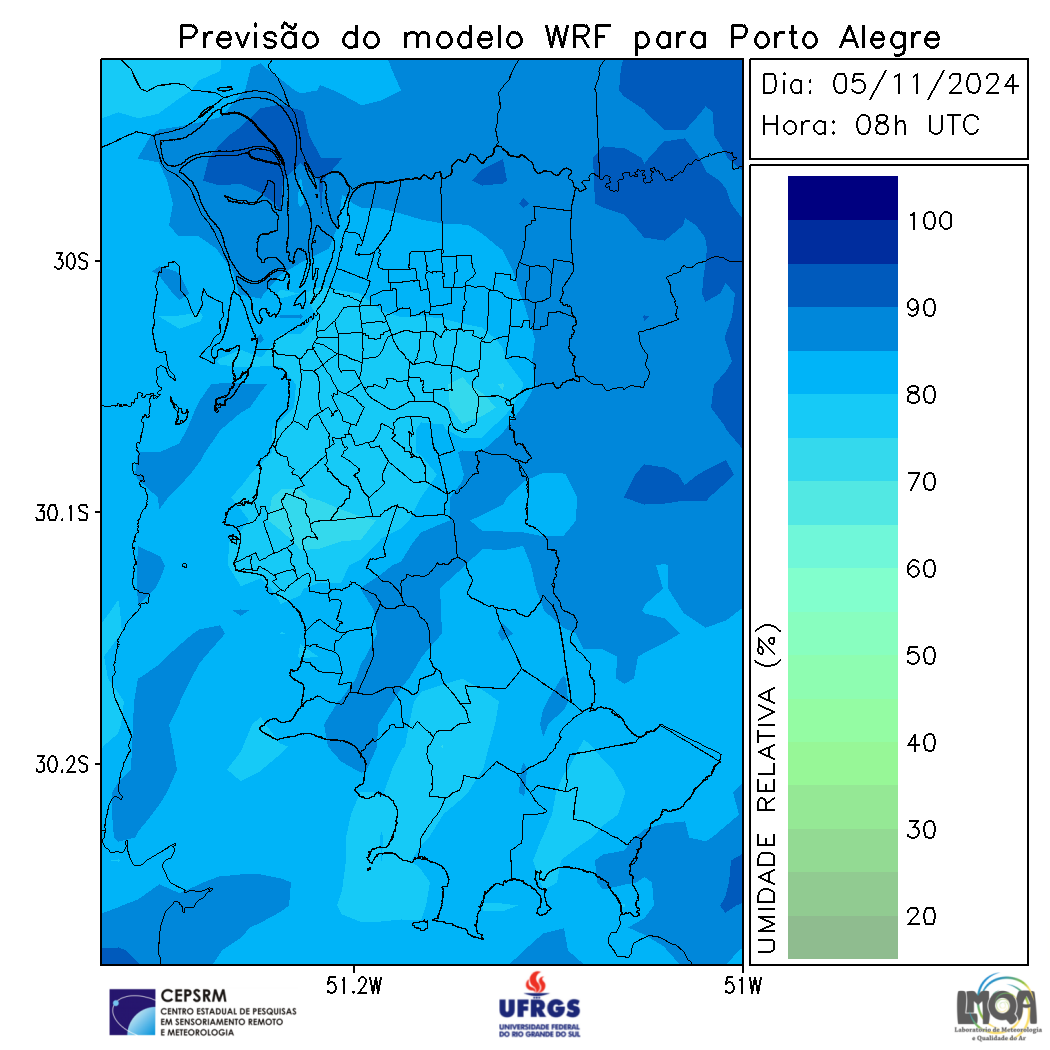 Previsão do modelo WRF para Porto Alegre
Dia: 05/11/2024
Hora: 08h UTC
30S
30.1S
30.2S
51.2W
51W
UMIDADE RELATIVA (%)
100
90
80
70
60
50
40
30
20
CEPSRM
CENTRO ESTADUAL DE PESQUISAS
EM SENSORIAMENTO REMOTO
E METEOROLOGIA
UFRGS
UNIVERSIDADE FEDERAL
DO RIO GRANDE DO SUL
LMQA
Laboratório de Meteorologia
e Qualidade do Ar